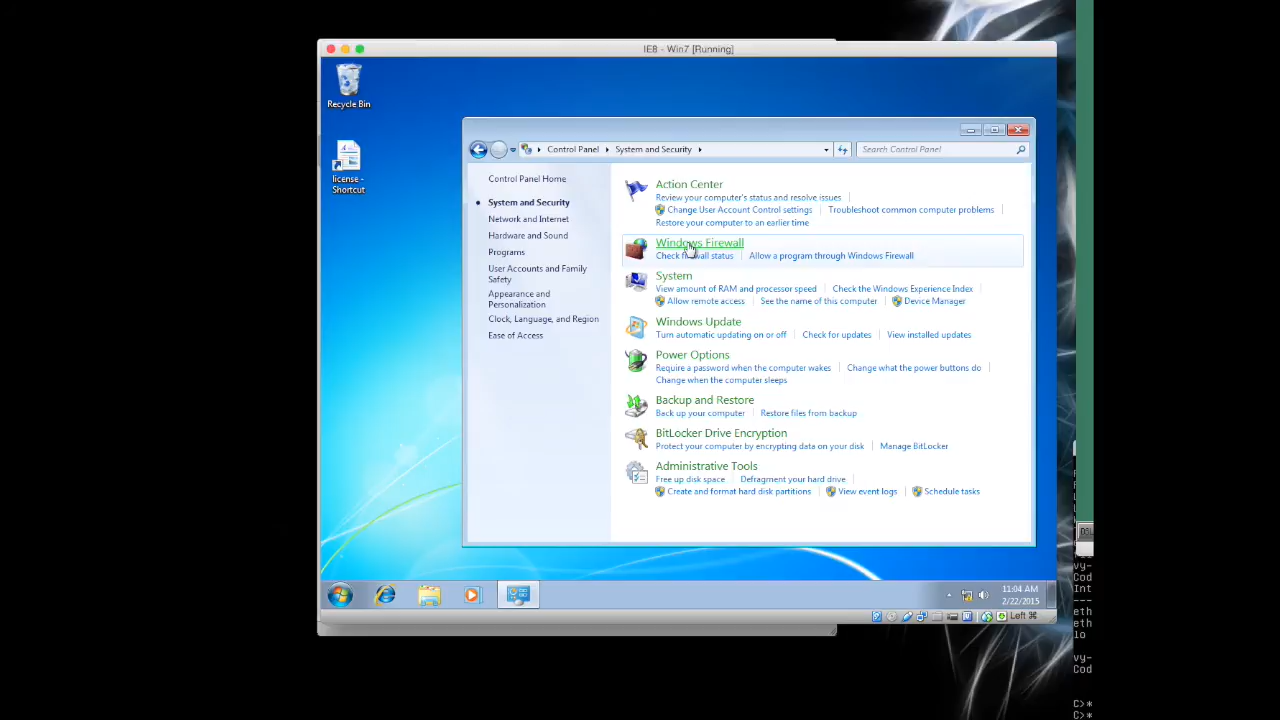 IE8 - Win7 [Running]
Recycle Bin
license -
Shortcut
Control Panel
System and Security
Search Control Panel
Control Panel Home
System and Security
Network and Internet
Hardware and Sound
Programs
User Accounts and Family
Safety
Appearance and
Personalization
Clock, Language, and Region
Ease of Access
Action Center
Review your computer's status and resolve issues
Change User Account Control settings Troubleshoot common computer problems
Restore your computer to an earlier time
Windows Firewall
Check firewall status Allow a program through Windows Firewall
System
View amount of RAM and processor speed Check the Windows Experience Index
Allow remote access See the name of this computer Device Manager
Windows Update
Turn automatic updating on or off Check for updates View installed updates
Power Options
Require a password when the computer wakes Change what the power buttons do
Change when the computer sleeps
Backup and Restore
Back up your computer Restore files from backup
BitLocker Drive Encryption
Protect your computer by encrypting data on your disk Manage BitLocker
Administrative Tools
Free up disk space Defragment your hard drive
Create and format hard disk partitions View event logs Schedule tasks
11:04 AM
2/22/2015
Left ⌘
vy-
Cod
Int
---
eth
eth
lo
vy-
Cod
C>*
C>*